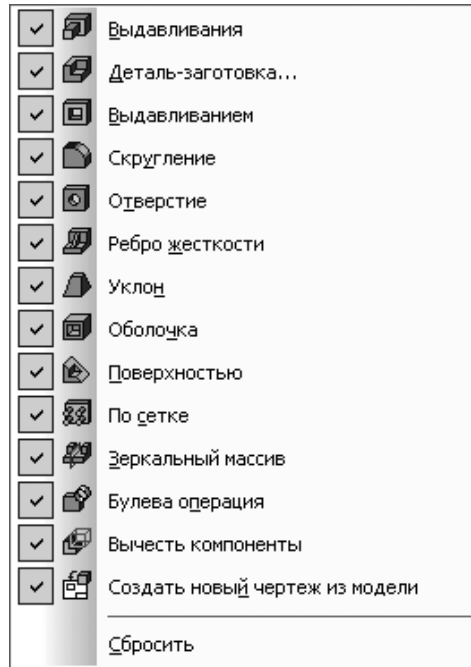 Выдавливания
Деталь-заготовка...
Выдавливанием
Скругление
Отверстие
Ребро жесткости
Уклон
Оболочка
Поверхностью
По сетке
Зеркальный массив
Булева операция
Вычесть компоненты
Создать новый чертеж из модели
Сбросить